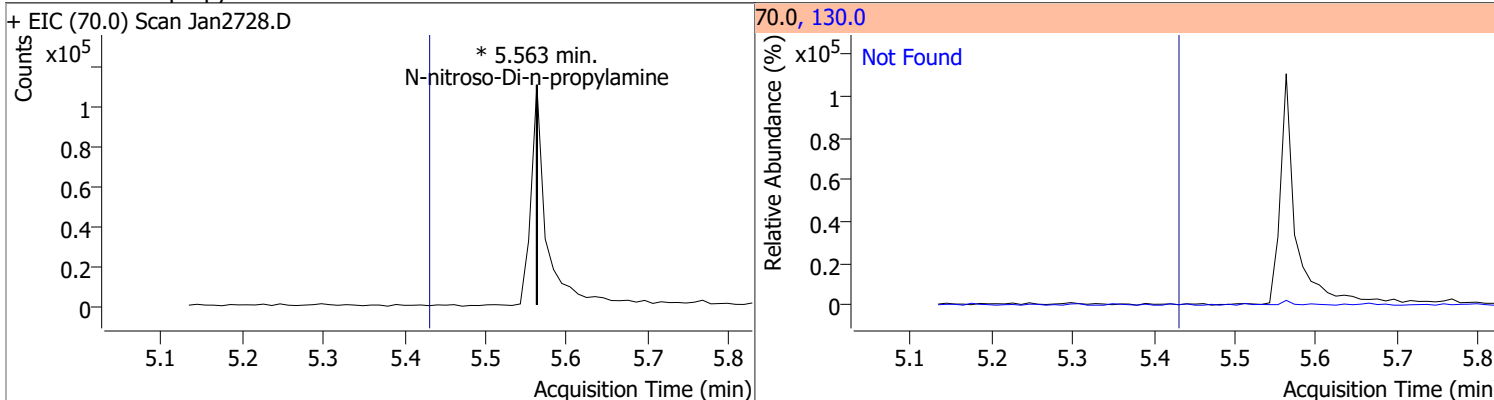 + EIC (70.0) Scan Jan2728.D
Counts
x10^5
* 5.563 min.
N-nitroso-Di-n-propylamine
1
0.8
0.6
0.4
0.2
0
5.1 5.2 5.3 5.4 5.5 5.6 5.7 5.8
Acquisition Time (min)
70.0, 130.0
Relative Abundance (%)
x10^5
Not Found
1
0.8
0.6
0.4
0.2
0
5.1 5.2 5.3 5.4 5.5 5.6 5.7 5.8
Acquisition Time (min